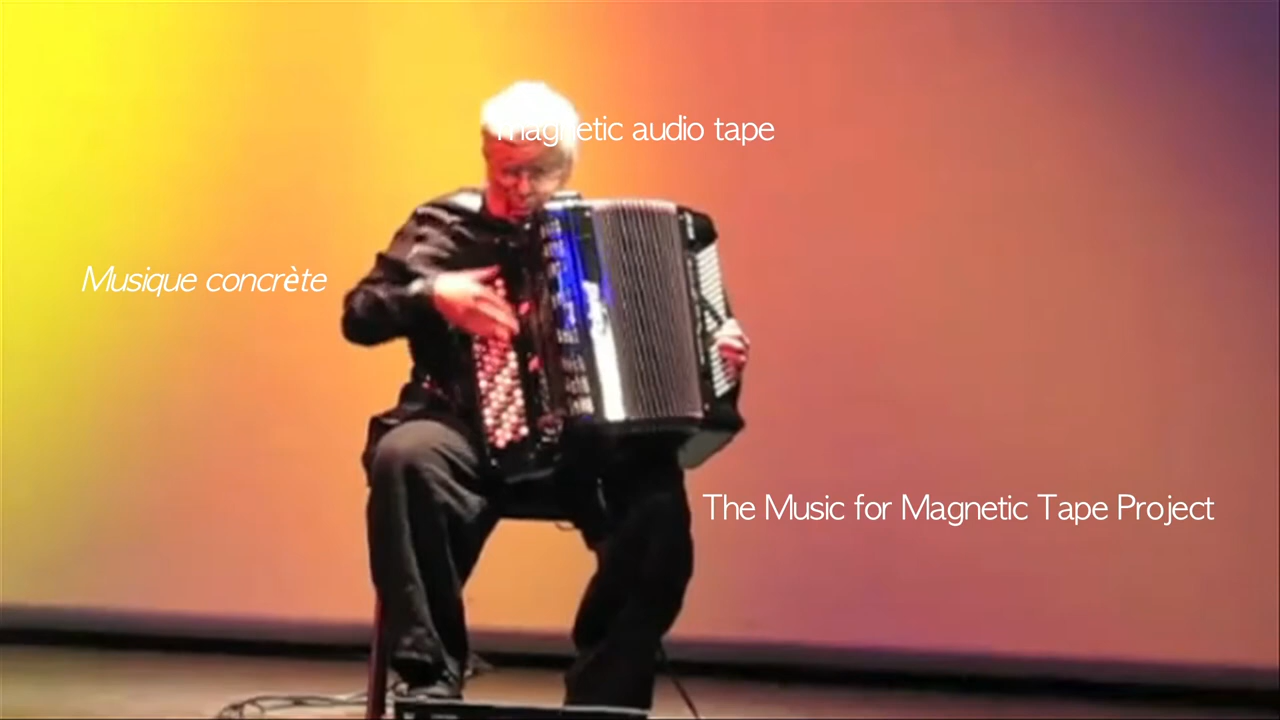 magnetic audio tape
Musique concrète
The Music for Magnetic Tape Project